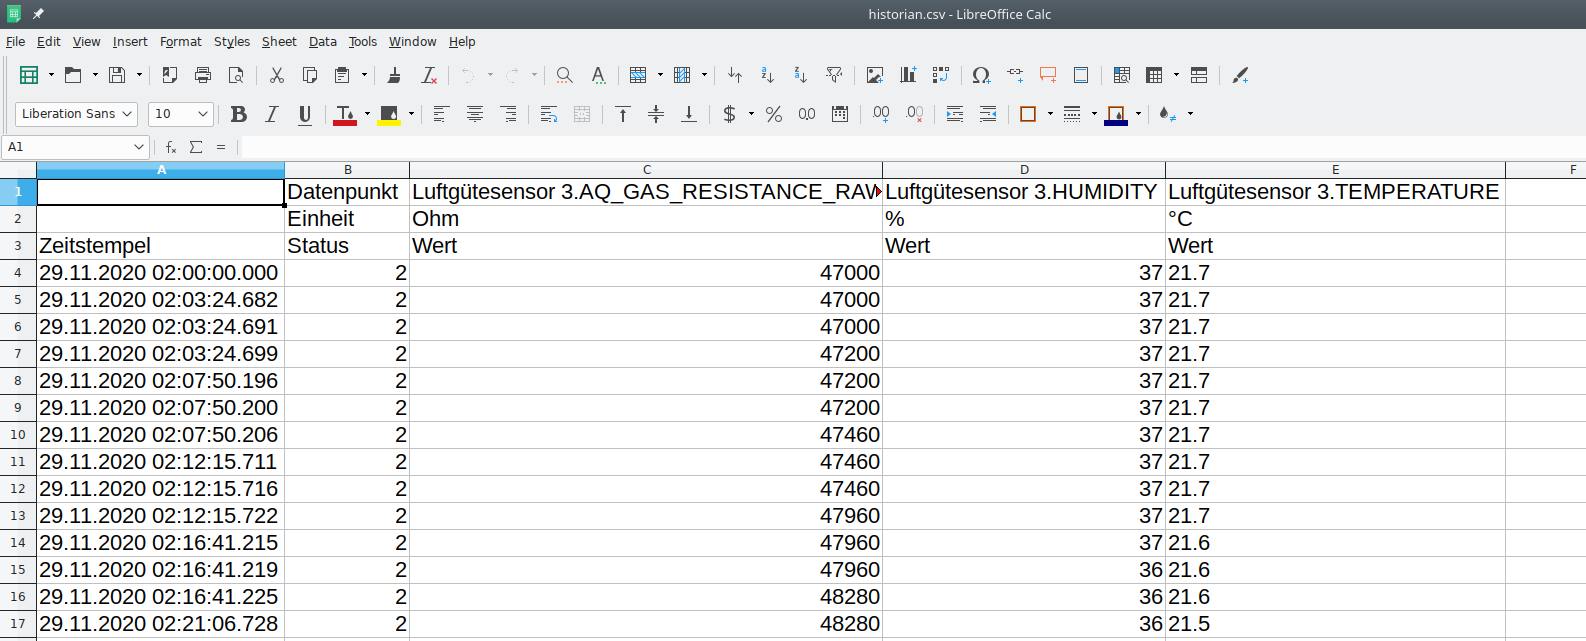 historian.csv - LibreOffice Calc
File Edit View Insert Format Styles Sheet Data Tools Window Help
Liberation Sans 10 B I U $ % 0.0 .00 .00
A1 fx Σ =
A B C D E F
1 Datenpunkt Luftgütesensor 3.AQ_GAS_RESISTANCE_RAW Luftgütesensor 3.HUMIDITY Luftgütesensor 3.TEMPERATURE
2 Einheit Ohm % °C
3 Zeitstempel Status Wert Wert Wert
4 29.11.2020 02:00:00.000 2 47000 37 21.7
5 29.11.2020 02:03:24.682 2 47000 37 21.7
6 29.11.2020 02:03:24.691 2 47000 37 21.7
7 29.11.2020 02:03:24.699 2 47200 37 21.7
8 29.11.2020 02:07:50.196 2 47200 37 21.7
9 29.11.2020 02:07:50.200 2 47200 37 21.7
10 29.11.2020 02:07:50.206 2 47460 37 21.7
11 29.11.2020 02:12:15.711 2 47460 37 21.7
12 29.11.2020 02:12:15.716 2 47460 37 21.7
13 29.11.2020 02:12:15.722 2 47960 37 21.7
14 29.11.2020 02:16:41.215 2 47960 37 21.6
15 29.11.2020 02:16:41.219 2 47960 36 21.6
16 29.11.2020 02:16:41.225 2 48280 36 21.6
17 29.11.2020 02:21:06.728 2 48280 36 21.5